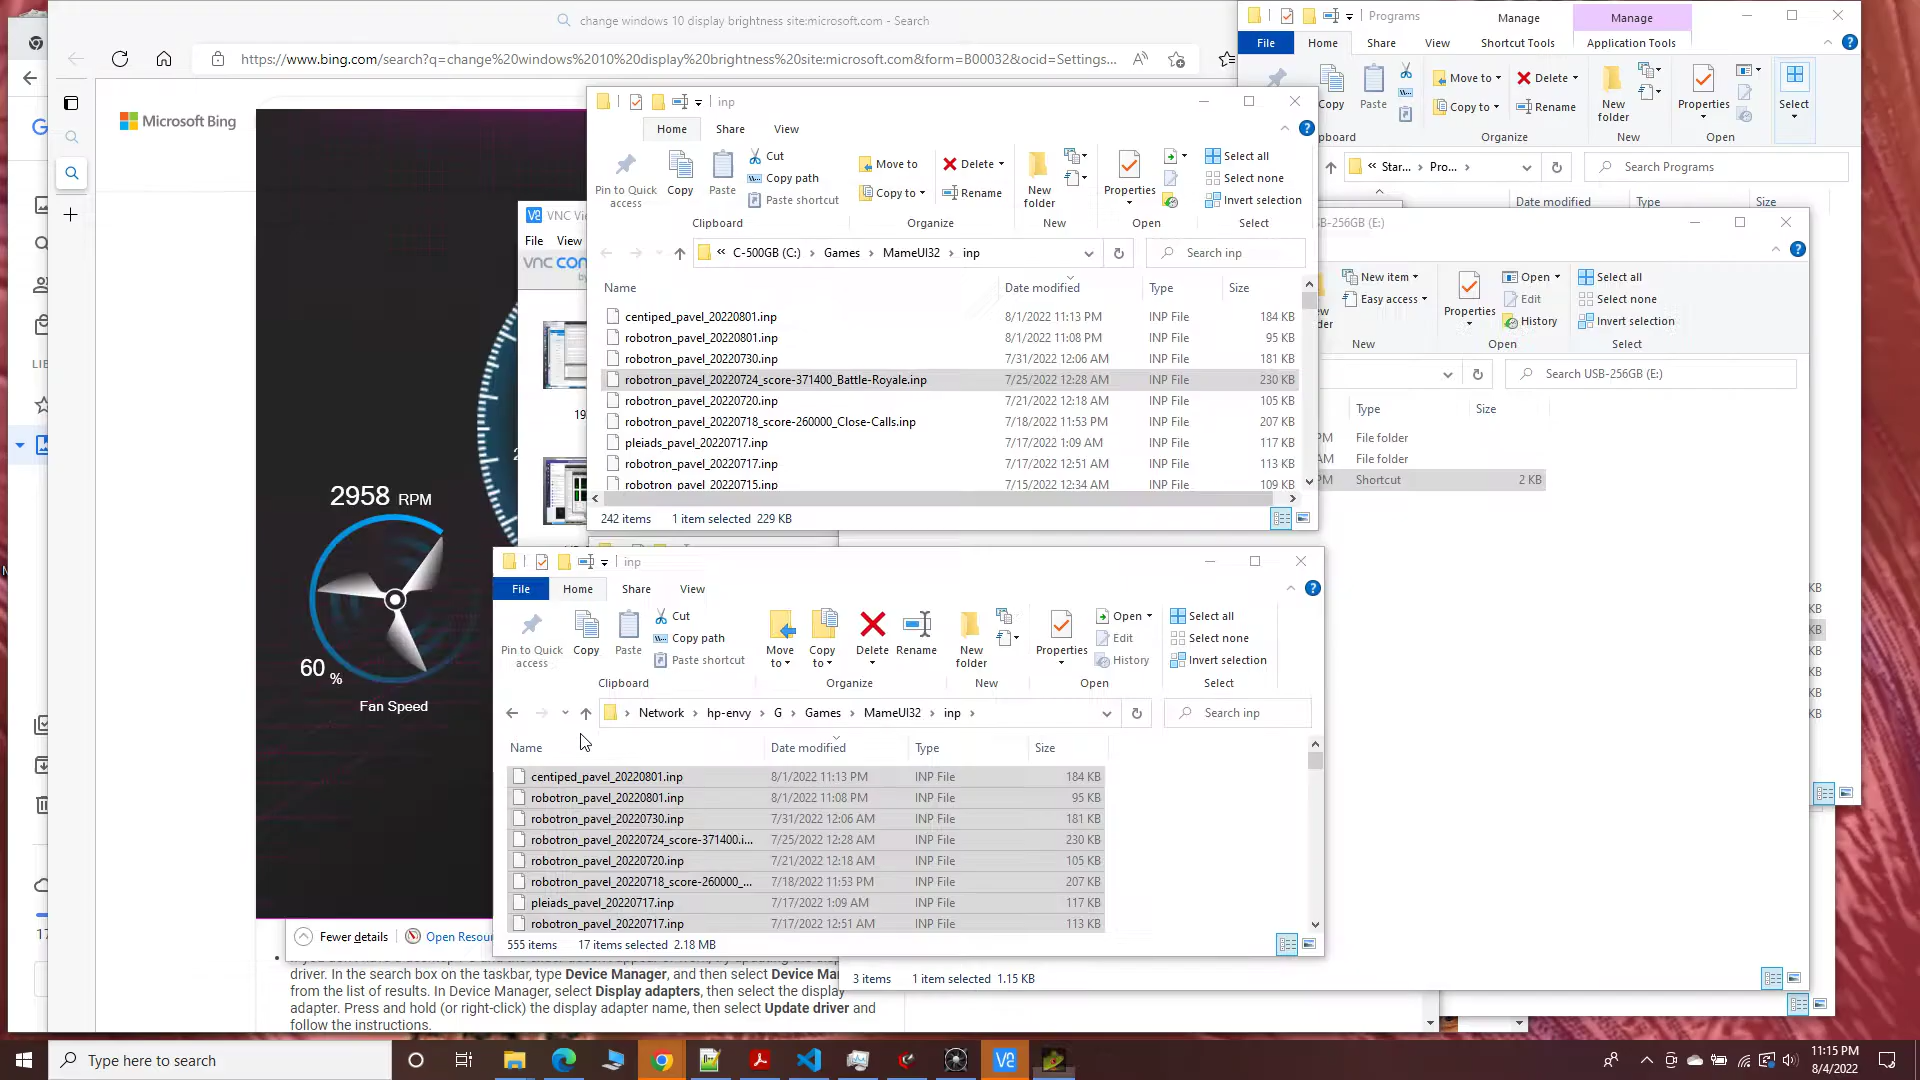 change windows 10 display brightness site:microsoft.com - Search
https://www.bing.com/search?q=change%20windows%2010%20display%20brightness%20site:microsoft.com&form=B00032&ocid=Settings...
Microsoft Bing
Programs
Manage
Manage
File
Home
Share
View
Shortcut Tools
Application Tools
Copy
Paste
Move to
Copy to
Delete
Rename
New folder
Properties
Select
Organize
New
Open
Star...
Pro...
Search Programs
Date modified
Type
Size
inp
Home
Share
View
Pin to Quick access
Copy
Paste
Cut
Copy path
Paste shortcut
Move to
Copy to
Delete
Rename
New folder
Properties
Select all
Select none
Invert selection
Clipboard
Organize
New
Open
Select
C-500GB (C:)
Games
MameUI32
inp
Search inp
Name Date modified Type Size
centiped_pavel_20220801.inp 8/1/2022 11:13 PM INP File 184 KB
robotron_pavel_20220801.inp 8/1/2022 11:08 PM INP File 95 KB
robotron_pavel_20220730.inp 7/31/2022 12:06 AM INP File 181 KB
robotron_pavel_20220724_score-371400_Battle-Royale.inp 7/25/2022 12:28 AM INP File 230 KB
robotron_pavel_20220720.inp 7/21/2022 12:18 AM INP File 105 KB
robotron_pavel_20220718_score-260000_Close-Calls.inp 7/18/2022 11:53 PM INP File 207 KB
pleiads_pavel_20220717.inp 7/17/2022 1:09 AM INP File 117 KB
robotron_pavel_20220717.inp 7/17/2022 12:51 AM INP File 113 KB
robotron_pavel_20220715.inp 7/15/2022 12:34 AM INP File 109 KB
242 items 1 item selected 229 KB
SB-256GB (E:)
New item
Easy access
Properties
Open
Edit
History
Select all
Select none
Invert selection
New
Open
Select
Search USB-256GB (E:)
Type Size
File folder
File folder
Shortcut 2 KB
3 items 1 item selected 1.15 KB
VNC Vi
File View
2958 RPM
60 %
Fan Speed
Fewer details
Open Resou
inp
File
Home
Share
View
Pin to Quick access
Copy
Paste
Cut
Copy path
Paste shortcut
Move to
Copy to
Delete
Rename
New folder
Properties
Open
Edit
History
Select all
Select none
Invert selection
Clipboard
Organize
New
Open
Select
Network
hp-envy
G
Games
MameUI32
inp
Search inp
Name Date modified Type Size
centiped_pavel_20220801.inp 8/1/2022 11:13 PM INP File 184 KB
robotron_pavel_20220801.inp 8/1/2022 11:08 PM INP File 95 KB
robotron_pavel_20220730.inp 7/31/2022 12:06 AM INP File 181 KB
robotron_pavel_20220724_score-371400.i... 7/25/2022 12:28 AM INP File 230 KB
robotron_pavel_20220720.inp 7/21/2022 12:18 AM INP File 105 KB
robotron_pavel_20220718_score-260000_... 7/18/2022 11:53 PM INP File 207 KB
pleiads_pavel_20220717.inp 7/17/2022 1:09 AM INP File 117 KB
robotron_pavel_20220717.inp 7/17/2022 12:51 AM INP File 113 KB
555 items 17 items selected 2.18 MB
driver. In the search box on the taskbar, type Device Manager, and then select Device Ma
from the list of results. In Device Manager, select Display adapters, then select the display
adapter. Press and hold (or right-click) the display adapter name, then select Update driver and
follow the instructions.
Type here to search
11:15 PM
8/4/2022